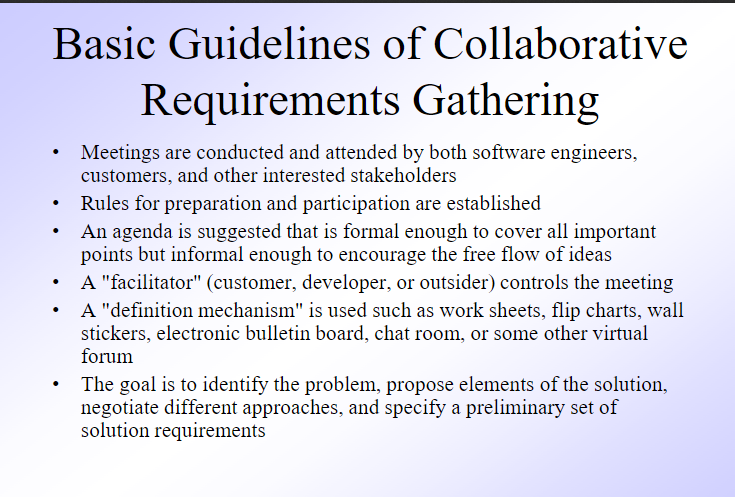 Basic Guidelines of Collaborative
Requirements Gathering
• Meetings are conducted and attended by both software engineers,
customers, and other interested stakeholders
• Rules for preparation and participation are established
• An agenda is suggested that is formal enough to cover all important
points but informal enough to encourage the free flow of ideas
• A "facilitator" (customer, developer, or outsider) controls the meeting
• A "definition mechanism" is used such as work sheets, flip charts, wall
stickers, electronic bulletin board, chat room, or some other virtual
forum
• The goal is to identify the problem, propose elements of the solution,
negotiate different approaches, and specify a preliminary set of
solution requirements